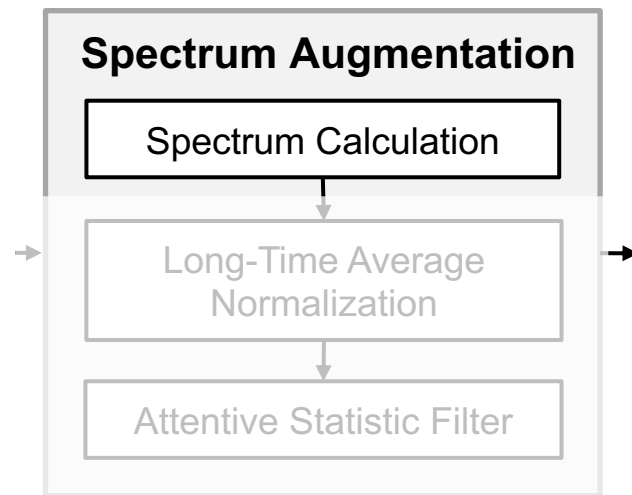 Spectrum Augmentation
Spectrum Calculation
Long-Time Average
Normalization
Attentive Statistic Filter